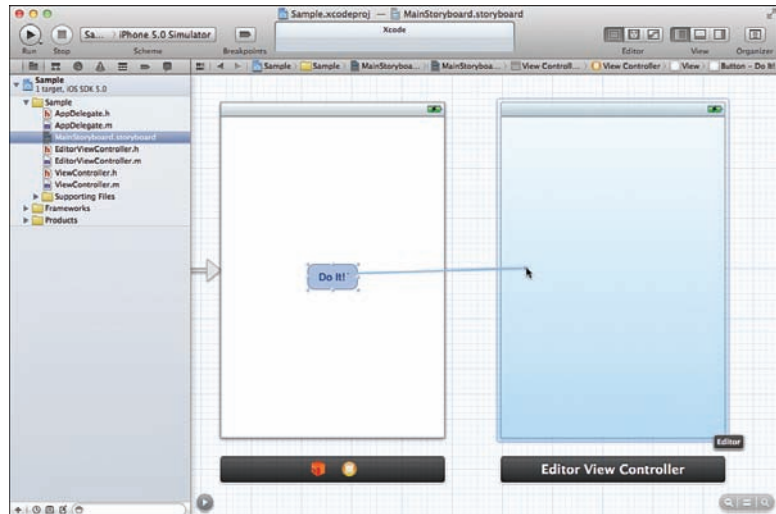 Sample.xcodeproj — MainStoryboard.storyboard
Sa... iPhone 5.0 Simulator
Xcode
Run Stop Scheme Breakpoints Editor View Organizer
Sample Sample MainStoryboa... MainStoryboa... View Controll... View Controller View Button - Do It!
Sample
1 target, iOS SDK 5.0
Sample
h AppDelegate.h
m AppDelegate.m
MainStoryboard.storyboard
h EditorViewController.h
m EditorViewController.m
h ViewController.h
m ViewController.m
Supporting Files
Frameworks
Products
Do It!
Editor
Editor View Controller